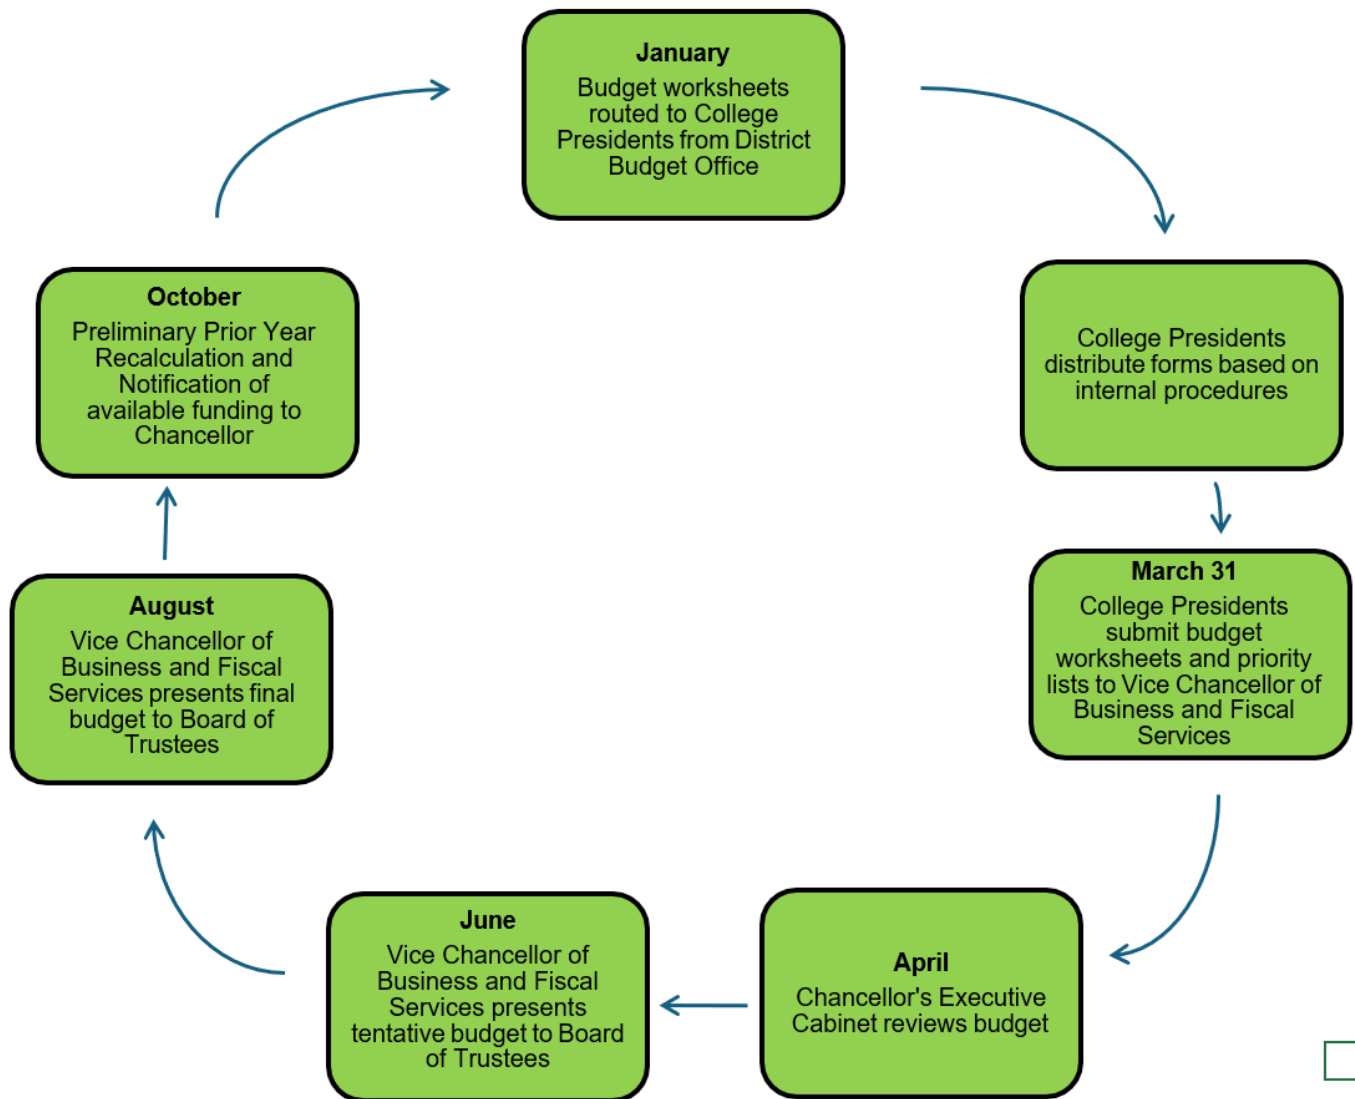 January
Budget worksheets
routed to College
Presidents from District
Budget Office
College Presidents
distribute forms based on
internal procedures
March 31
College Presidents
submit budget
worksheets and priority
lists to Vice Chancellor of
Business and Fiscal
Services
April
Chancellor's Executive
Cabinet reviews budget
June
Vice Chancellor of
Business and Fiscal
Services presents
tentative budget to Board
of Trustees
August
Vice Chancellor of
Business and Fiscal
Services presents final
budget to Board of
Trustees
October
Preliminary Prior Year
Recalculation and
Notification of
available funding to
Chancellor